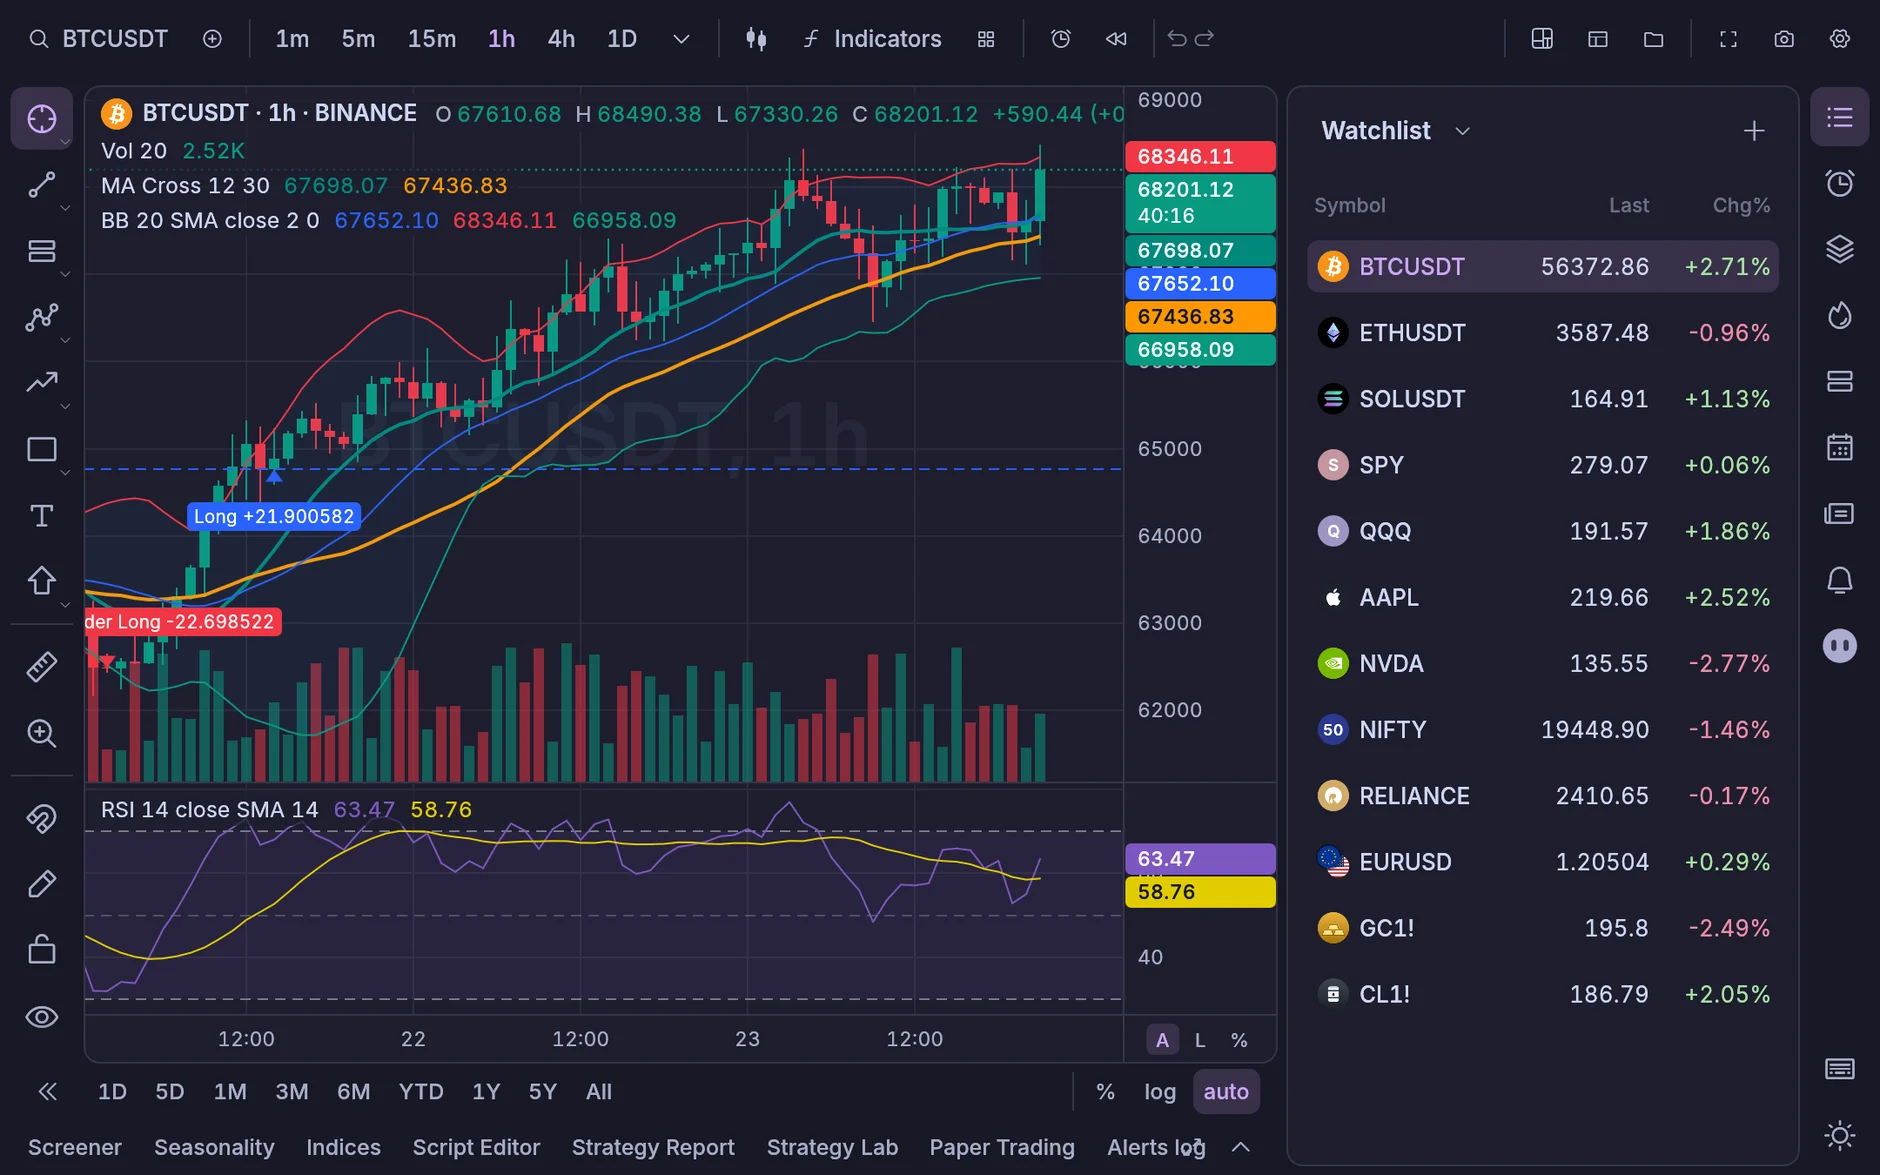 BTCUSDT 1m 5m 15m 1h 4h 1D Indicators
BTCUSDT · 1h · BINANCE O 67610.68 H 68490.38 L 67330.26 C 68201.12 +590.44 (+0
Vol 20 2.52K
MA Cross 12 30 67698.07 67436.83
BB 20 SMA close 2 0 67652.10 68346.11 66958.09
BTCUSDT, 1h
Long +21.900582
der Long -22.698522
69000
68346.11
68201.12
40:16
67698.07
67652.10
67436.83
66958.09
65000
64000
63000
62000
RSI 14 close SMA 14 63.47 58.76
63.47
58.76
40
12:00 22 12:00 23 12:00
A L %
1D 5D 1M 3M 6M YTD 1Y 5Y All % log auto
Screener Seasonality Indices Script Editor Strategy Report Strategy Lab Paper Trading Alerts log
Watchlist
Symbol Last Chg%
BTCUSDT 56372.86 +2.71%
ETHUSDT 3587.48 -0.96%
SOLUSDT 164.91 +1.13%
S SPY 279.07 +0.06%
Q QQQ 191.57 +1.86%
AAPL 219.66 +2.52%
NVDA 135.55 -2.77%
50 NIFTY 19448.90 -1.46%
RELIANCE 2410.65 -0.17%
EURUSD 1.20504 +0.29%
GC1! 195.8 -2.49%
CL1! 186.79 +2.05%